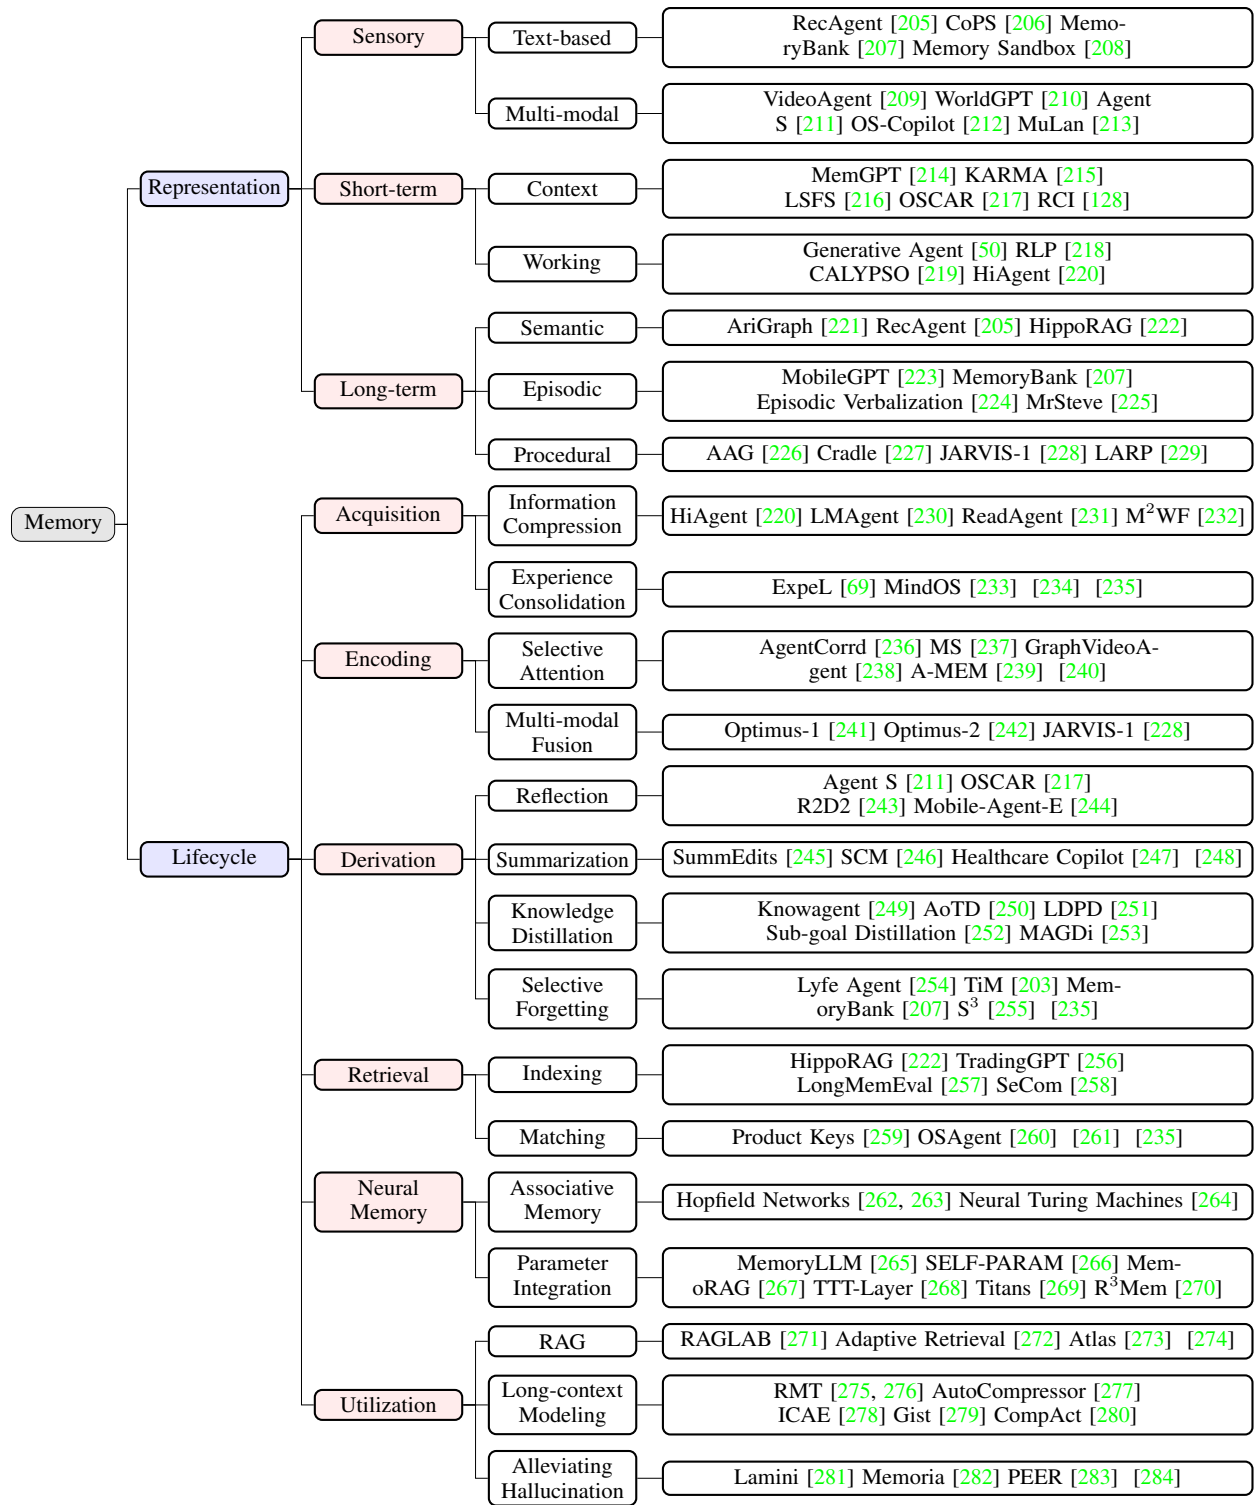 Memory
Representation
Sensory
Text-based
RecAgent [205] CoPS [206] Memo-
ryBank [207] Memory Sandbox [208]
Multi-modal
VideoAgent [209] WorldGPT [210] Agent
S [211] OS-Copilot [212] MuLan [213]
Short-term
Context
MemGPT [214] KARMA [215]
LSFS [216] OSCAR [217] RCI [128]
Working
Generative Agent [50] RLP [218]
CALYPSO [219] HiAgent [220]
Long-term
Semantic
AriGraph [221] RecAgent [205] HippoRAG [222]
Episodic
MobileGPT [223] MemoryBank [207]
Episodic Verbalization [224] MrSteve [225]
Procedural
AAG [226] Cradle [227] JARVIS-1 [228] LARP [229]
Lifecycle
Acquisition
Information
Compression
HiAgent [220] LMAgent [230] ReadAgent [231] M²WF [232]
Experience
Consolidation
ExpeL [69] MindOS [233] [234] [235]
Encoding
Selective
Attention
AgentCorrd [236] MS [237] GraphVideoA-
gent [238] A-MEM [239] [240]
Multi-modal
Fusion
Optimus-1 [241] Optimus-2 [242] JARVIS-1 [228]
Derivation
Reflection
Agent S [211] OSCAR [217]
R2D2 [243] Mobile-Agent-E [244]
Summarization
SummEdits [245] SCM [246] Healthcare Copilot [247] [248]
Knowledge
Distillation
Knowagent [249] AoTD [250] LDPD [251]
Sub-goal Distillation [252] MAGDi [253]
Selective
Forgetting
Lyfe Agent [254] TiM [203] Mem-
oryBank [207] S³ [255] [235]
Retrieval
Indexing
HippoRAG [222] TradingGPT [256]
LongMemEval [257] SeCom [258]
Matching
Product Keys [259] OSAgent [260] [261] [235]
Neural
Memory
Associative
Memory
Hopfield Networks [262, 263] Neural Turing Machines [264]
Parameter
Integration
MemoryLLM [265] SELF-PARAM [266] Mem-
oRAG [267] TTT-Layer [268] Titans [269] R³Mem [270]
Utilization
RAG
RAGLAB [271] Adaptive Retrieval [272] Atlas [273] [274]
Long-context
Modeling
RMT [275, 276] AutoCompressor [277]
ICAE [278] Gist [279] CompAct [280]
Alleviating
Hallucination
Lamini [281] Memoria [282] PEER [283] [284]